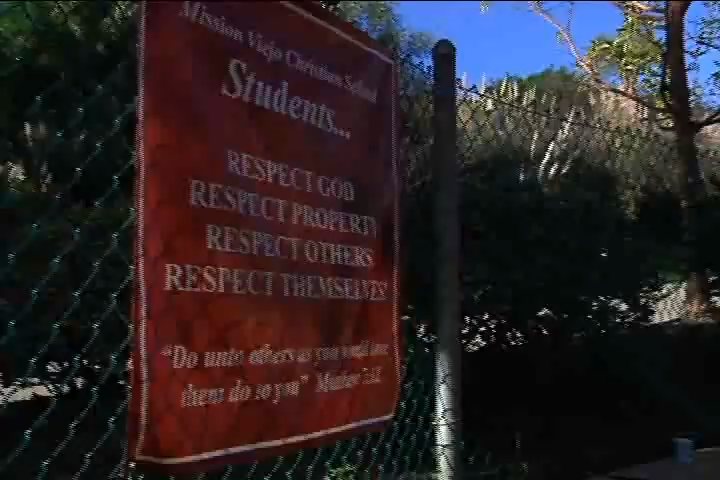 Mission Viejo Christian School
Students...
RESPECT GOD
RESPECT PROPERTY
RESPECT OTHERS
RESPECT THEMSELVES
"Do unto others as you would have
them do to you"